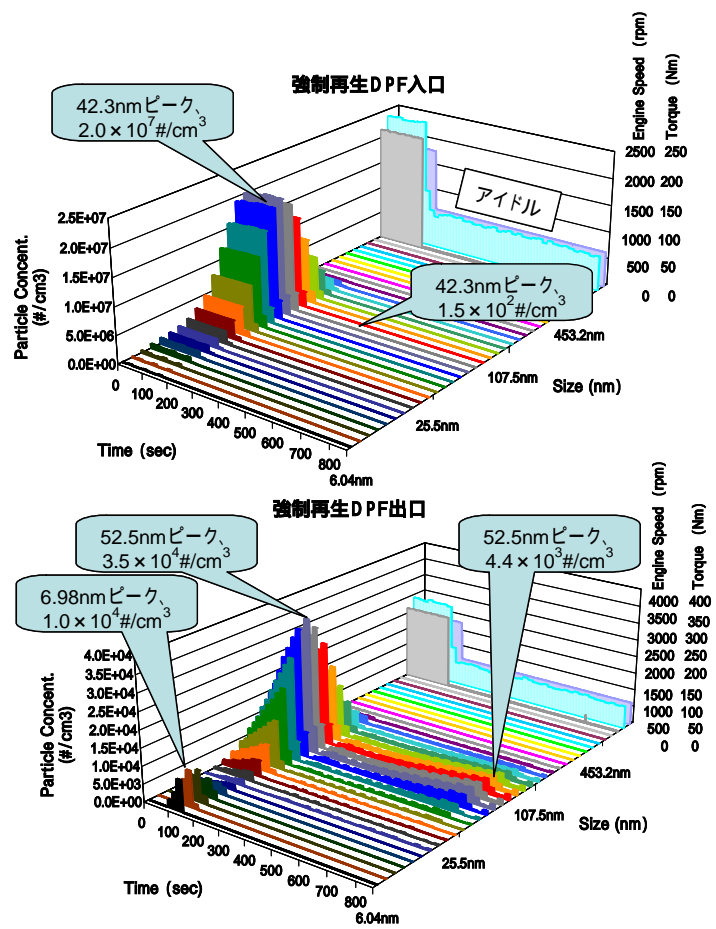 強制再生DPF入口
42.3nmピーク、
2.0×10⁷#/cm³
アイドル
42.3nmピーク、
1.5×10²#/cm³
Engine Speed (rpm)
Torque (Nm)
2500 250
2000 200
1500 150
1000 100
500 50
0 0
Particle Concent.
(#/cm3)
2.5E+07
2.0E+07
1.5E+07
1.0E+07
5.0E+06
0.0E+00
0
100
200
300
400
500
600
700
800
Time (sec)
6.04nm
25.5nm
107.5nm
453.2nm
Size (nm)
強制再生DPF出口
52.5nmピーク、
3.5×10⁴#/cm³
52.5nmピーク、
4.4×10³#/cm³
6.98nmピーク、
1.0×10⁴#/cm³
Engine Speed (rpm)
Torque (Nm)
4000 400
3500 350
3000 300
2500 250
2000 200
1500 150
1000 100
500 50
0 0
Particle Concent.
(#/cm3)
4.0E+04
3.5E+04
3.0E+04
2.5E+04
2.0E+04
1.5E+04
1.0E+04
5.0E+03
0.0E+00
0
100
200
300
400
500
600
700
800
Time (sec)
6.04nm
25.5nm
107.5nm
453.2nm
Size (nm)